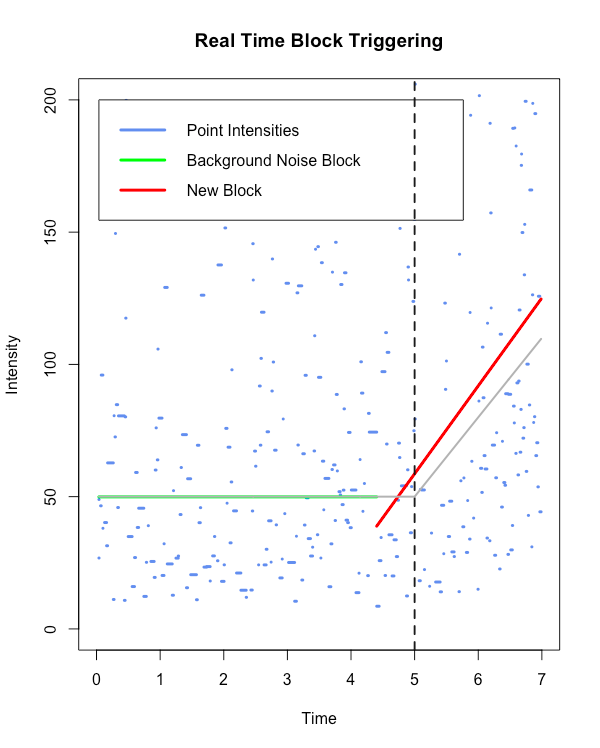 Real Time Block Triggering
200
150
100
50
0
Intensity
Point Intensities
Background Noise Block
New Block
0 1 2 3 4 5 6 7
Time